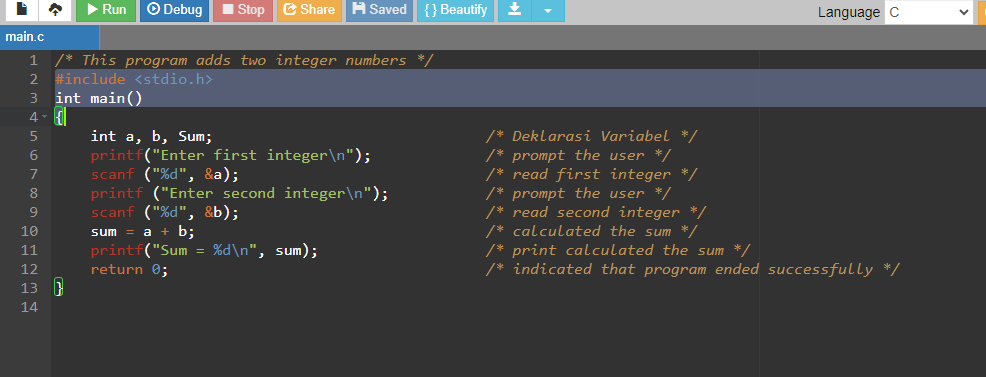 Run Debug Stop Share Saved { } Beautify Language C
main.c
1 /* This program adds two integer numbers */
2 #include <stdio.h>
3 int main()
4 {
5 int a, b, Sum; /* Deklarasi Variabel */
6 printf("Enter first integer\n"); /* prompt the user */
7 scanf ("%d", &a); /* read first integer */
8 printf ("Enter second integer\n"); /* prompt the user */
9 scanf ("%d", &b); /* read second integer */
10 sum = a + b; /* calculated the sum */
11 printf("Sum = %d\n", sum); /* print calculated the sum */
12 return 0; /* indicated that program ended successfully */
13 }
14